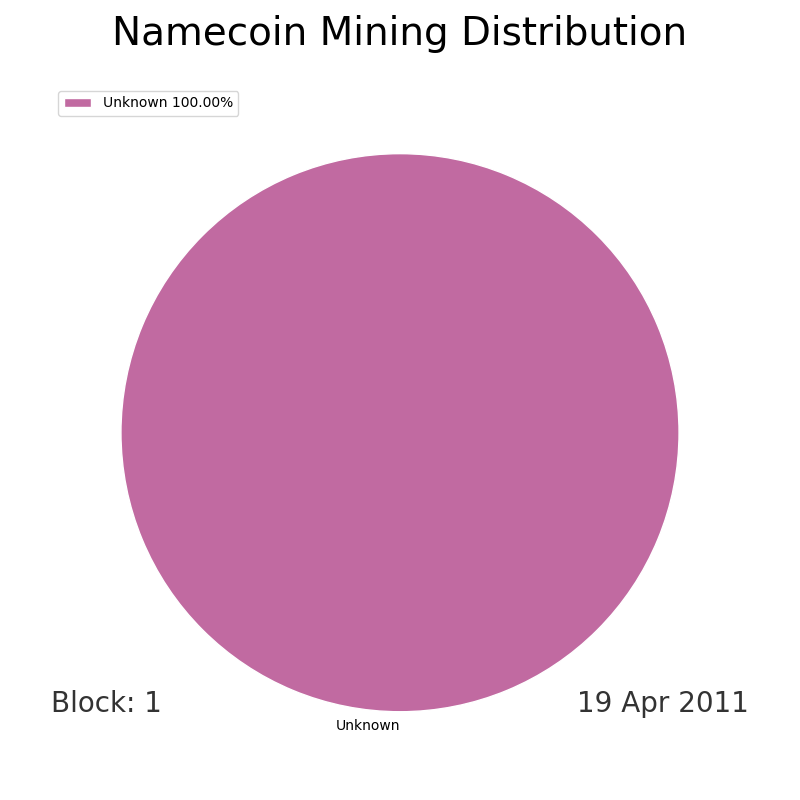 Namecoin Mining Distribution
Unknown 100.00%
Block: 1
19 Apr 2011
Unknown